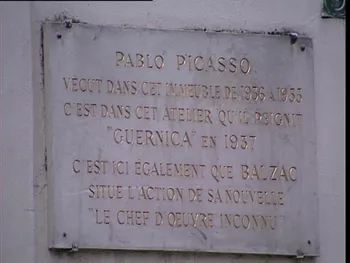 PABLO PICASSO
VECUT DANS CET IMMEUBLE DE 1936 A 1955
C'EST DANS CET ATELIER QU'IL PEIGNIT
"GUERNICA" EN 1937
C'EST ICI ÉGALEMENT QUE BALZAC
SITUE L'ACTION DE SA NOUVELLE
"LE CHEF D'OEUVRE INCONNU"